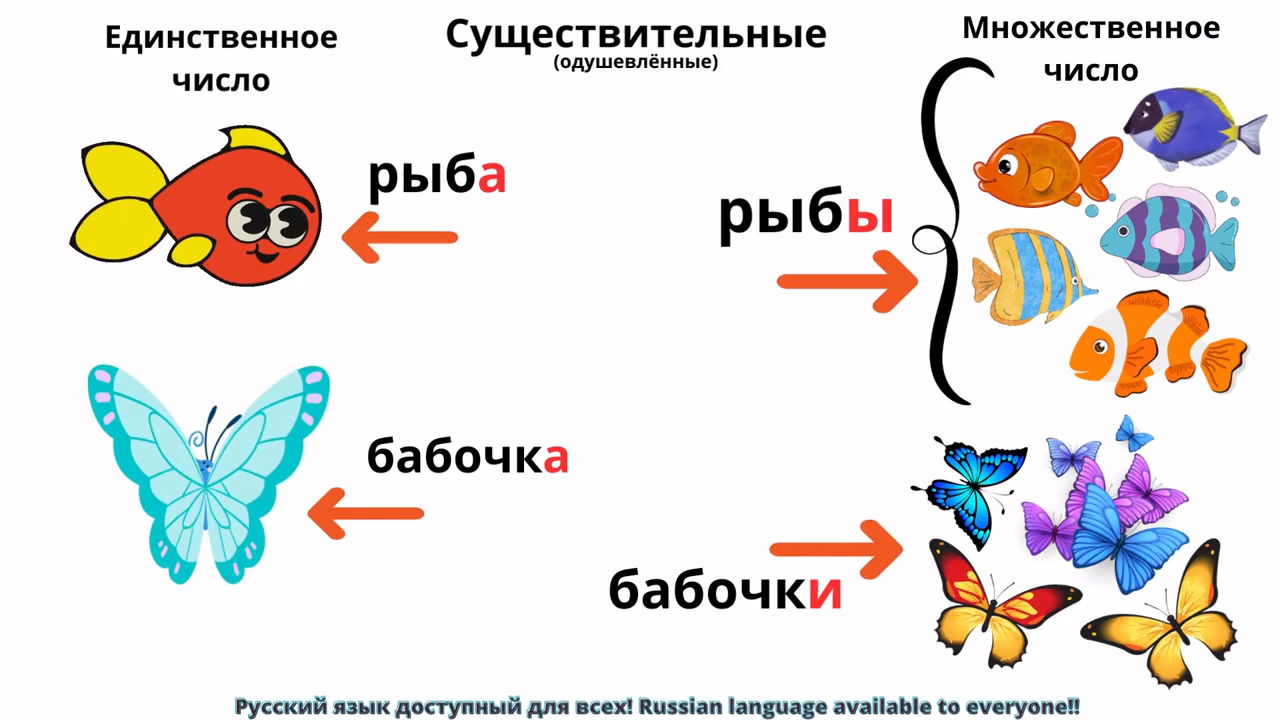 Единственное
число
Существительные
(одушевлённые)
Множественное
число
рыба
рыбы
бабочка
бабочки
Русский язык доступный для всех! Russian language available to everyone!!